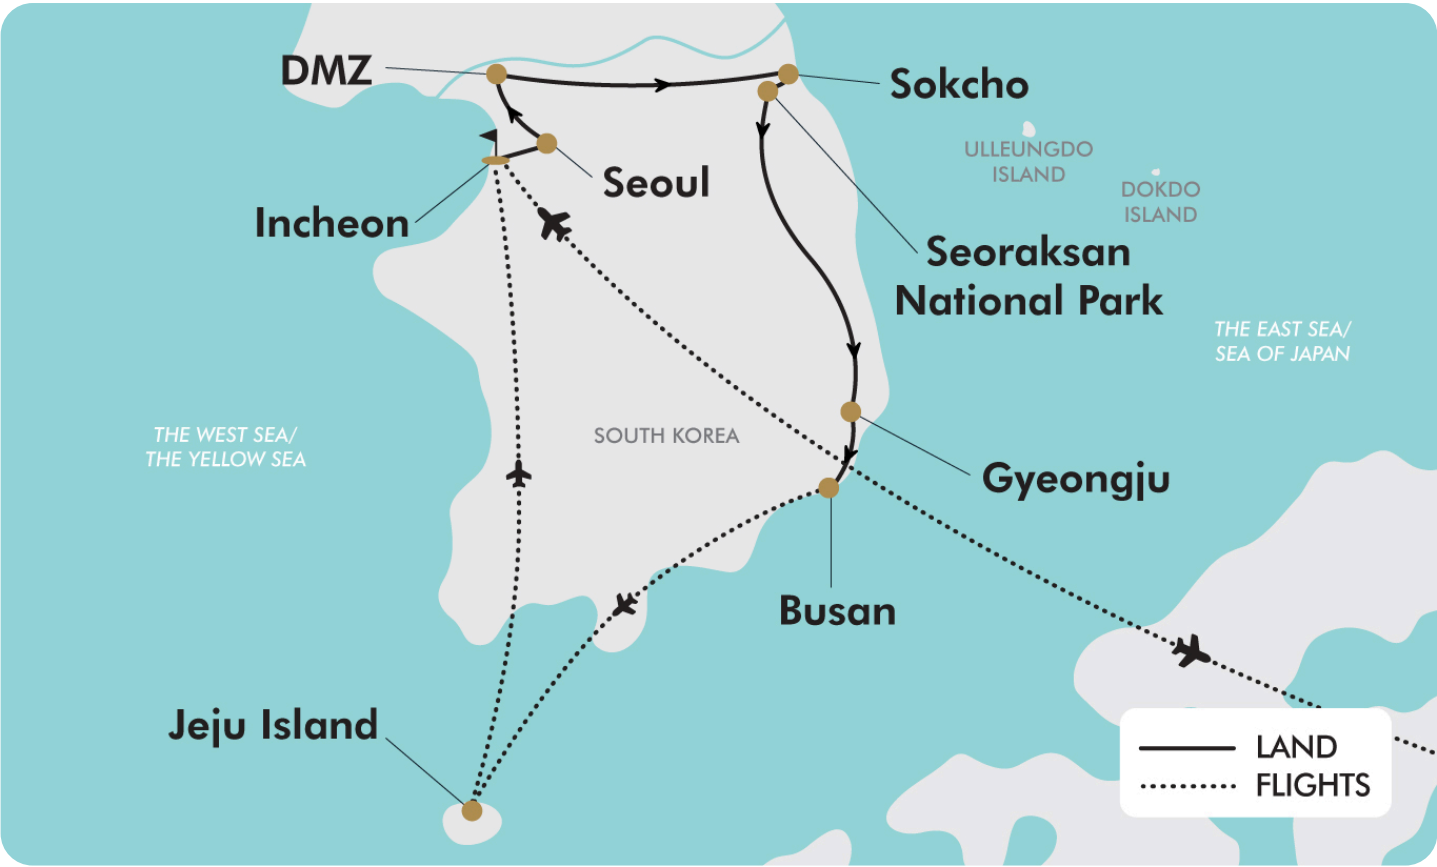 DMZ
Sokcho
ULLEUNGDO
ISLAND
Seoul
DOKDO
ISLAND
Incheon
Seoraksan
National Park
THE EAST SEA/
SEA OF JAPAN
THE WEST SEA/
THE YELLOW SEA
SOUTH KOREA
Gyeongju
Busan
Jeju Island
LAND
FLIGHTS